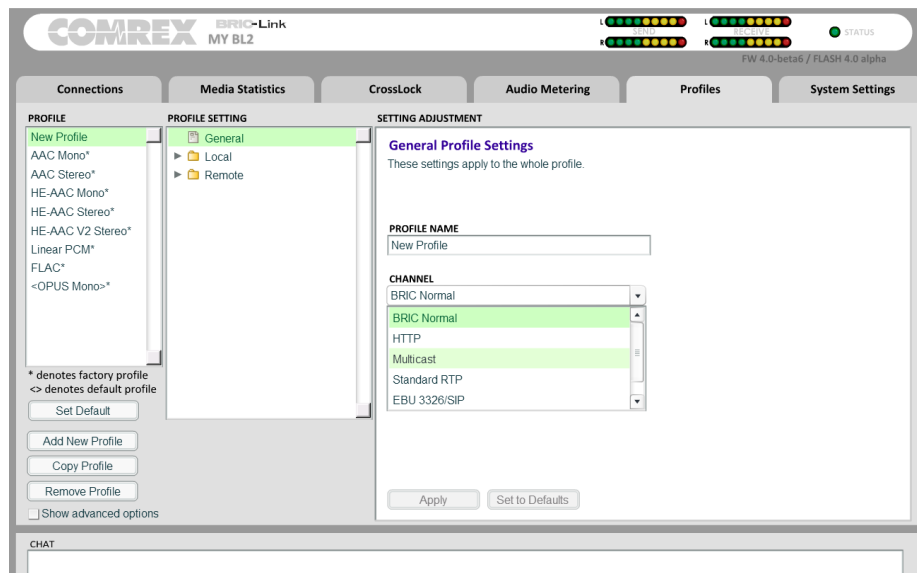 COMREX BRIC-Link
MY BL2
L SEND R
L RECEIVE R
STATUS
FW 4.0-beta6 / FLASH 4.0 alpha
Connections Media Statistics CrossLock Audio Metering Profiles System Settings
PROFILE PROFILE SETTING SETTING ADJUSTMENT
New Profile
AAC Mono*
AAC Stereo*
HE-AAC Mono*
HE-AAC Stereo*
HE-AAC V2 Stereo*
Linear PCM*
FLAC*
<OPUS Mono>*
* denotes factory profile
<> denotes default profile
Set Default
Add New Profile
Copy Profile
Remove Profile
Show advanced options
General
Local
Remote
General Profile Settings
These settings apply to the whole profile.
PROFILE NAME
New Profile
CHANNEL
BRIC Normal
BRIC Normal
HTTP
Multicast
Standard RTP
EBU 3326/SIP
Apply Set to Defaults
CHAT